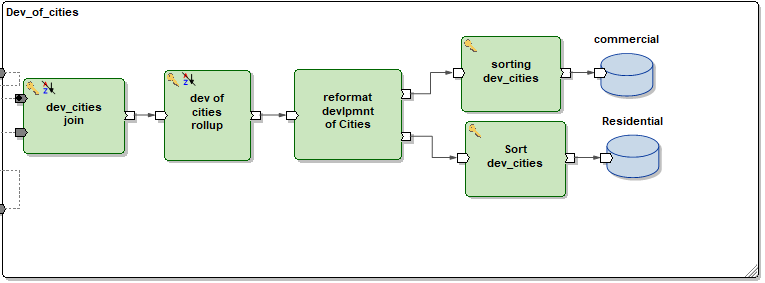 Dev_of_cities
dev_cities
join
dev of
cities
rollup
reformat
devlpmnt
of Cities
sorting
dev_cities
commercial
Sort
dev_cities
Residential